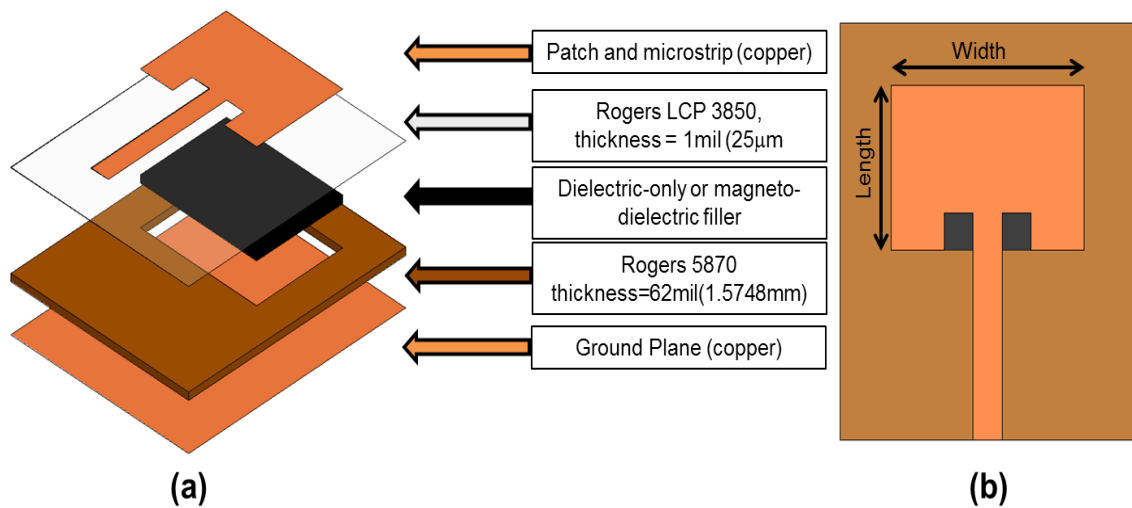 Patch and microstrip (copper)
Rogers LCP 3850,
thickness = 1mil (25μm
Dielectric-only or magneto-
dielectric filler
Rogers 5870
thickness=62mil(1.5748mm)
Ground Plane (copper)
(a)
Width
Length
(b)